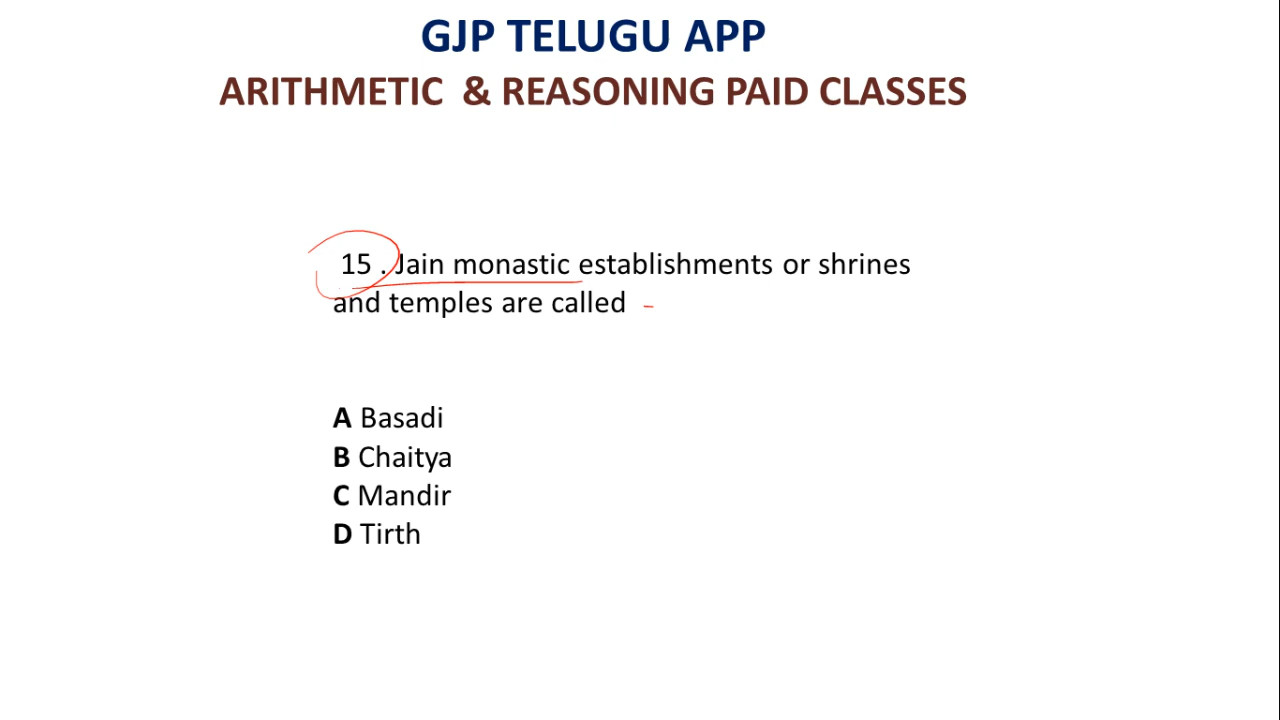 GJP TELUGU APP
ARITHMETIC & REASONING PAID CLASSES
15 . Jain monastic establishments or shrines
and temples are called
A Basadi
B Chaitya
C Mandir
D Tirth